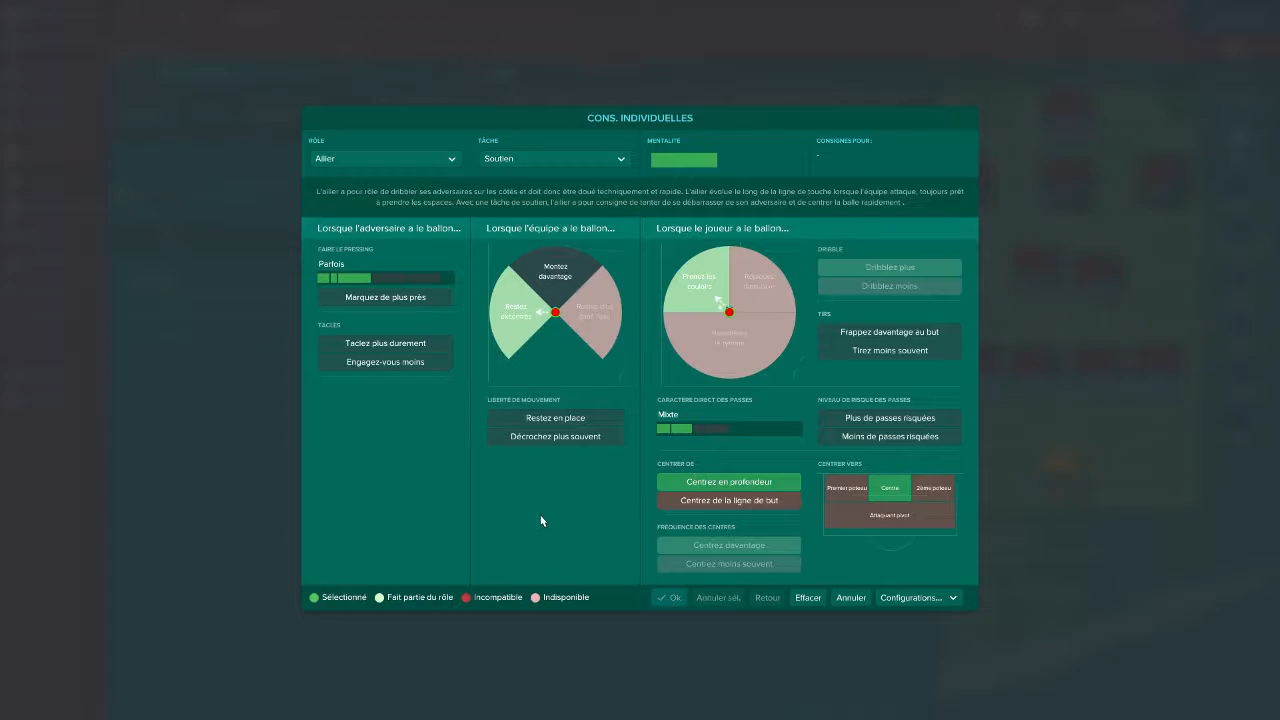 CONS. INDIVIDUELLES
RÔLE
TÂCHE
MENTALITÉ
CONSIGNES POUR :
Ailier
Soutien
-
L'ailier a pour rôle de dribbler ses adversaires sur les côtés et doit donc être doué techniquement et rapide. L'ailier évolue le long de la ligne de touche lorsque l'équipe attaque, toujours prêt
à prendre les espaces. Avec une tâche de soutien, l'ailier a pour consigne de tenter de se débarrasser de son adversaire et de centrer la balle rapidement .
Lorsque l'adversaire a le ballon...
FAIRE LE PRESSING
Parfois
Marquez de plus près
TACLES
Taclez plus durement
Engagez-vous moins
Lorsque l'équipe a le ballon...
Montez
davantage
Restez
excentrés
LIBERTÉ DE MOUVEMENT
Restez en place
Décrochez plus souvent
Lorsque le joueur a le ballon...
Prenez les
couloirs
DRIBBLE
Dribblez plus
Dribblez moins
TIRS
Frappez davantage au but
Tirez moins souvent
CARACTÈRE DIRECT DES PASSES
Mixte
NIVEAU DE RISQUE DES PASSES
Plus de passes risquées
Moins de passes risquées
CENTRER DE
Centrez en profondeur
Centrez de la ligne de but
CENTRER VERS
Premier poteau
Centre
2ème poteau
Attaquant pivot
FRÉQUENCE DES CENTRES
Centrez davantage
Centrez moins souvent
Sélectionné
Fait partie du rôle
Incompatible
Indisponible
Ok
Annuler sél.
Retour
Effacer
Annuler
Configurations...